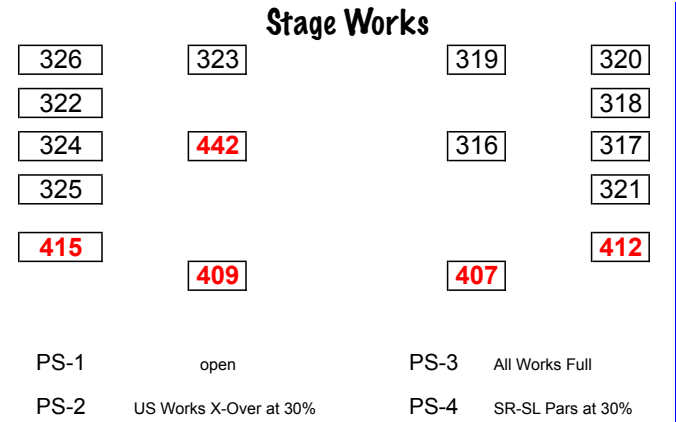 Stage Works
326 323 319 320
322 318
324 442 316 317
325 321
415 412
409 407
PS-1 open PS-3 All Works Full
PS-2 US Works X-Over at 30% PS-4 SR-SL Pars at 30%